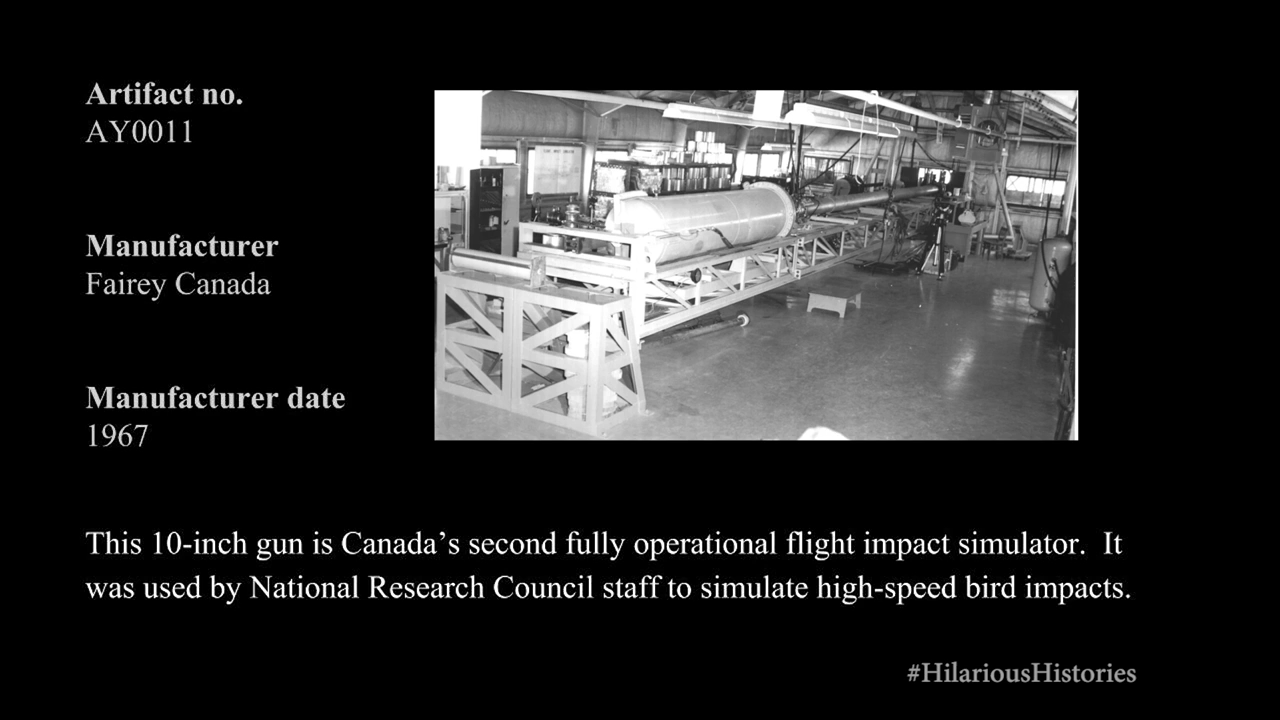 Artifact no.
AY0011
Manufacturer
Fairey Canada
Manufacturer date
1967
This 10-inch gun is Canada’s second fully operational flight impact simulator.  It
was used by National Research Council staff to simulate high-speed bird impacts.
#HilariousHistories